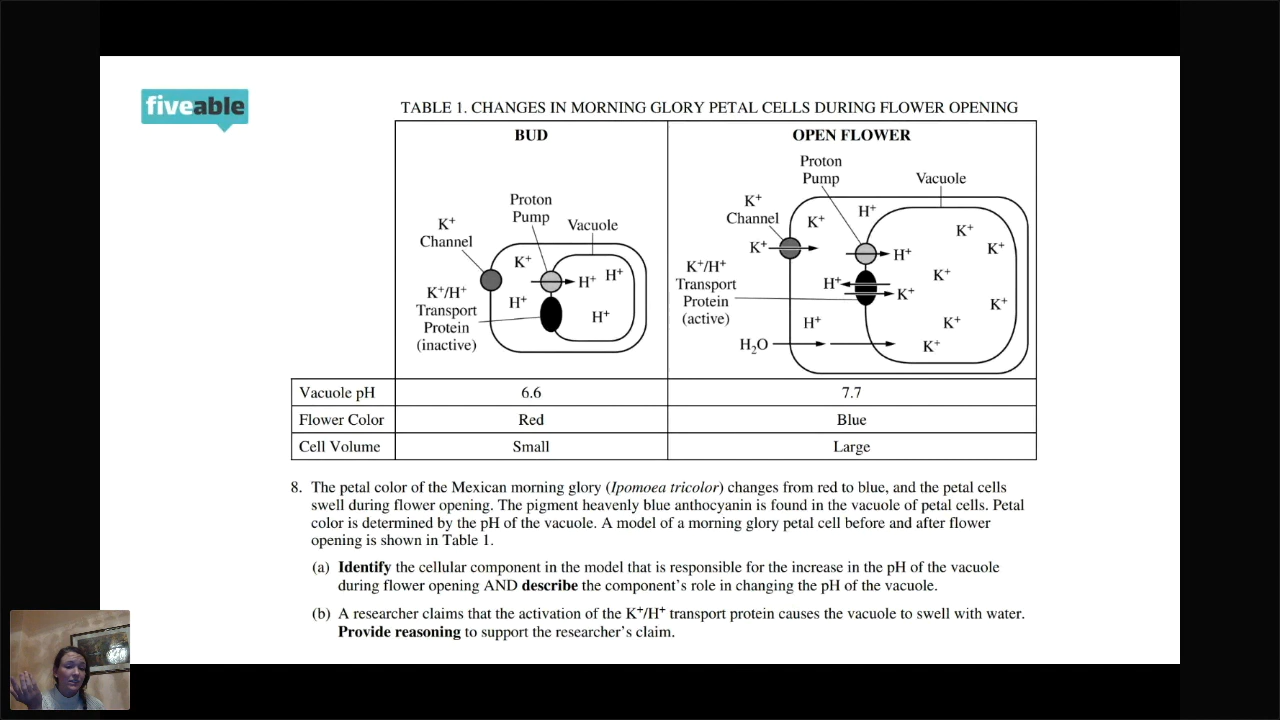 fiveable
TABLE 1. CHANGES IN MORNING GLORY PETAL CELLS DURING FLOWER OPENING
BUD
OPEN FLOWER
Proton
Pump
Vacuole
K⁺
Channel
K⁺
H⁺
H⁺
H⁺
H⁺
K⁺/H⁺
Transport
Protein
(inactive)
Proton
Pump
Vacuole
K⁺
Channel
K⁺
K⁺
H⁺
H⁺
K⁺
K⁺
K⁺
K⁺
K⁺
K⁺
K⁺/H⁺
Transport
Protein
(active)
H⁺
K⁺
H⁺
H₂O
Vacuole pH 6.6 7.7
Flower Color Red Blue
Cell Volume Small Large
8. The petal color of the Mexican morning glory (Ipomoea tricolor) changes from red to blue, and the petal cells
swell during flower opening. The pigment heavenly blue anthocyanin is found in the vacuole of petal cells. Petal
color is determined by the pH of the vacuole. A model of a morning glory petal cell before and after flower
opening is shown in Table 1.
(a) Identify the cellular component in the model that is responsible for the increase in the pH of the vacuole
during flower opening AND describe the component's role in changing the pH of the vacuole.
(b) A researcher claims that the activation of the K⁺/H⁺ transport protein causes the vacuole to swell with water.
Provide reasoning to support the researcher's claim.